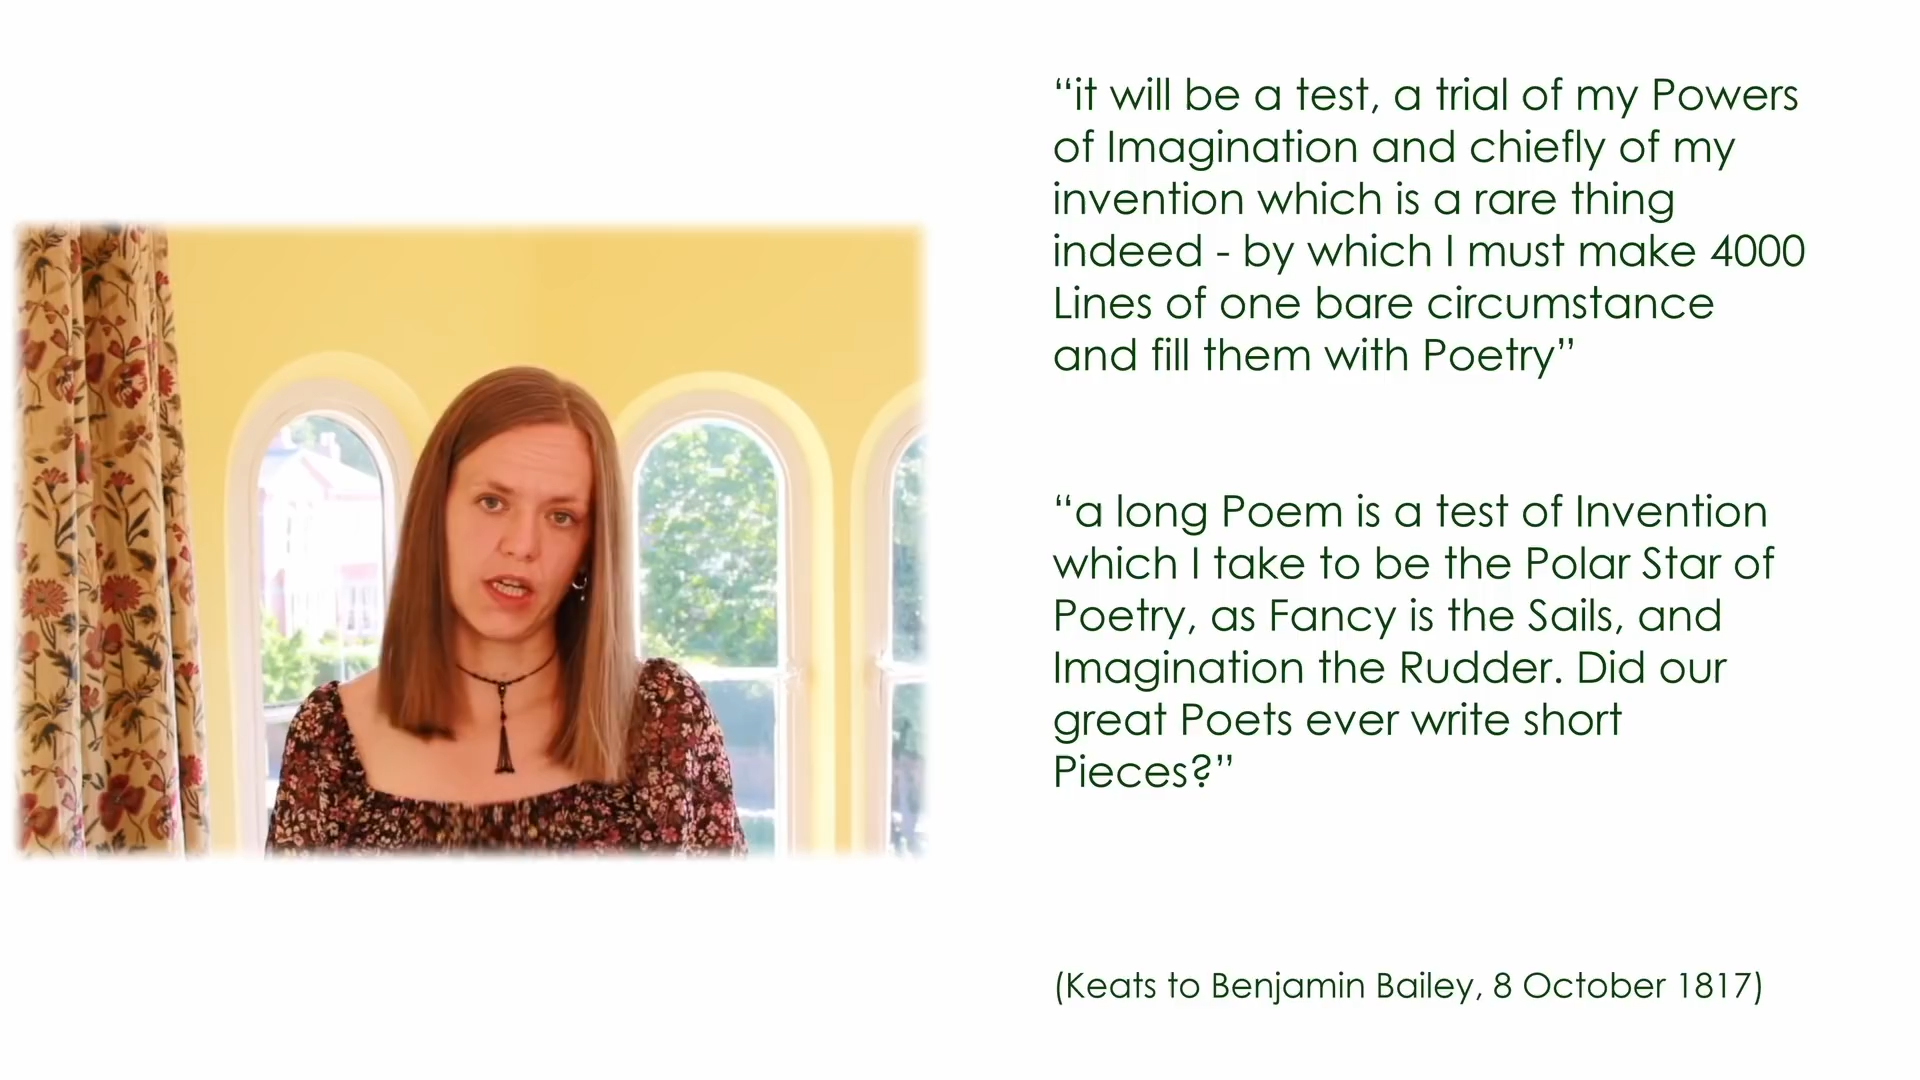 “it will be a test, a trial of my Powers
of Imagination and chiefly of my
invention which is a rare thing
indeed - by which I must make 4000
Lines of one bare circumstance
and fill them with Poetry”
“a long Poem is a test of Invention
which I take to be the Polar Star of
Poetry, as Fancy is the Sails, and
Imagination the Rudder. Did our
great Poets ever write short
Pieces?”
(Keats to Benjamin Bailey, 8 October 1817)